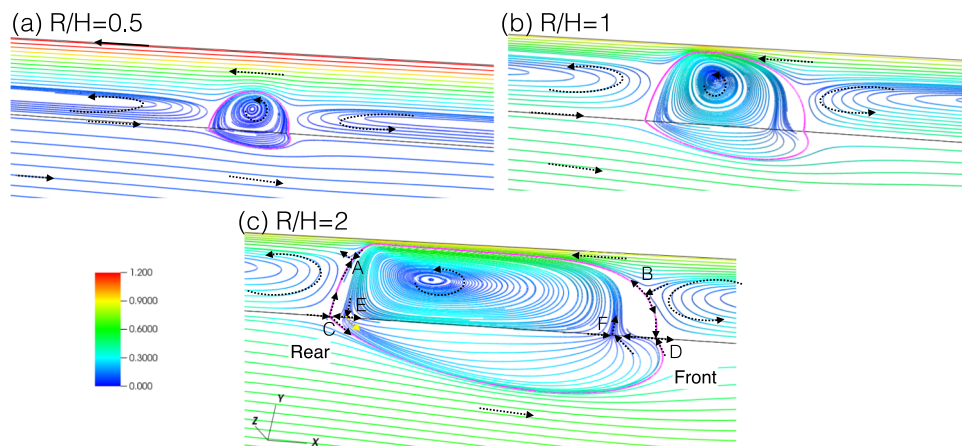 (a) R/H=0.5
(b) R/H=1
(c) R/H=2
A
B
E
F
C
D
Rear
Front
1.200
0.9000
0.6000
0.3000
0.000
Y
Z
X